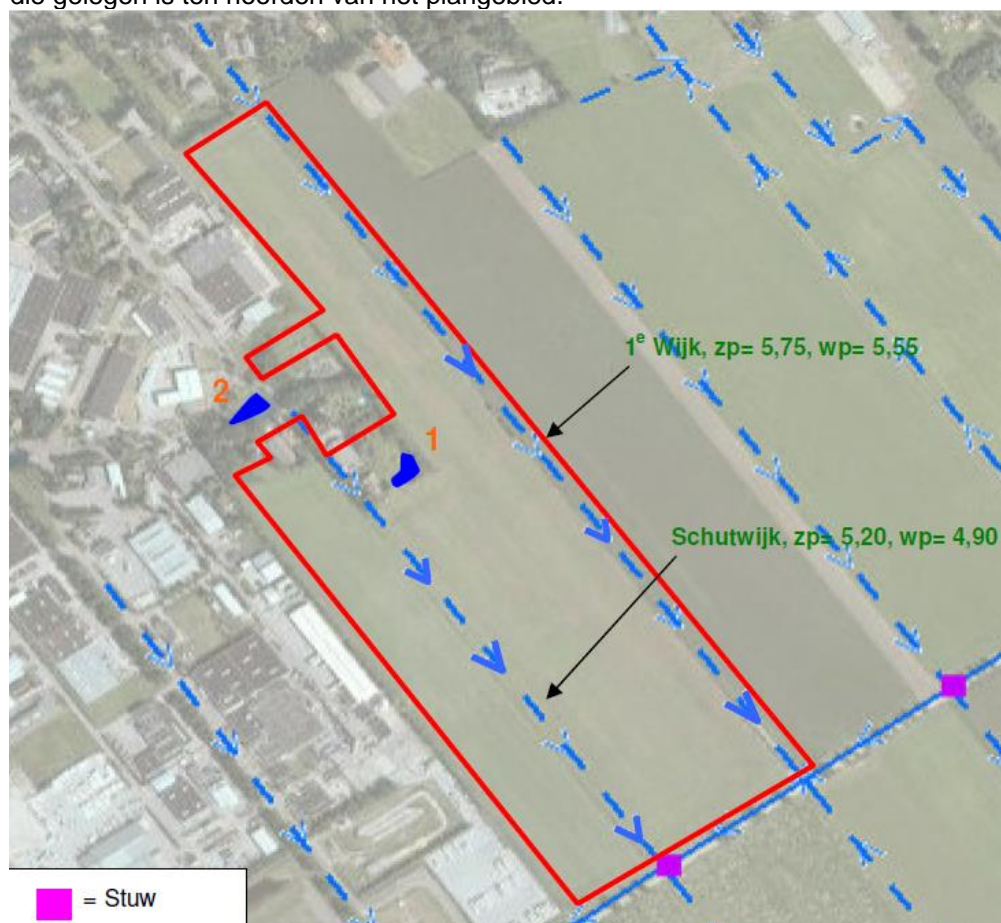 die gelegen is ten noorden van het plangebied.
1e Wijk, zp= 5,75, wp= 5,55
2
1
Schutwijk, zp= 5,20, wp= 4,90
= Stuw